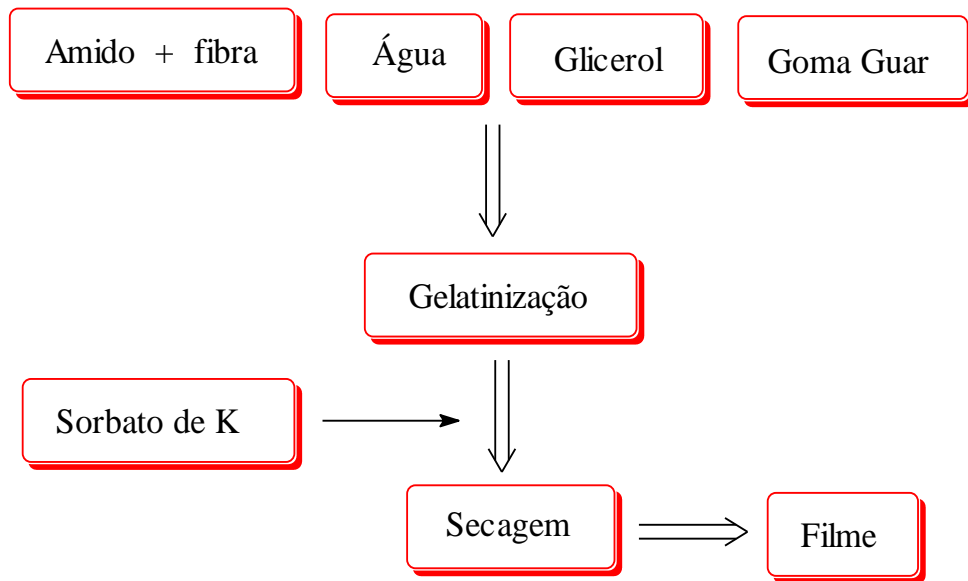 Amido + fibra
Água
Glicerol
Goma Guar
Gelatinização
Sorbato de K
Secagem
Filme